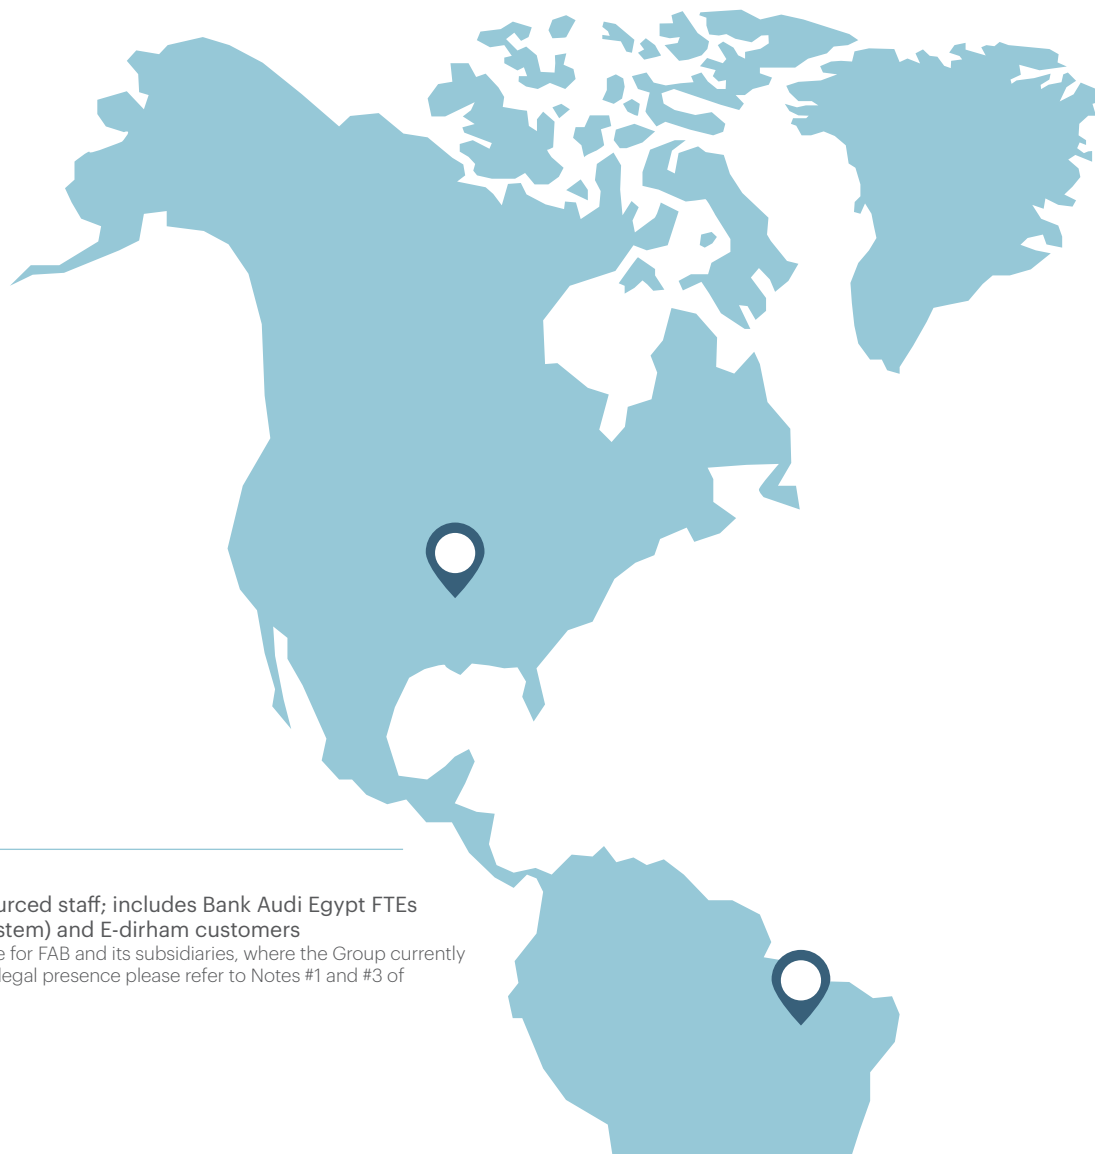 urced staff; includes Bank Audi Egypt FTEs
stem) and E-dirham customers
e for FAB and its subsidiaries, where the Group currently
legal presence please refer to Notes #1 and #3 of